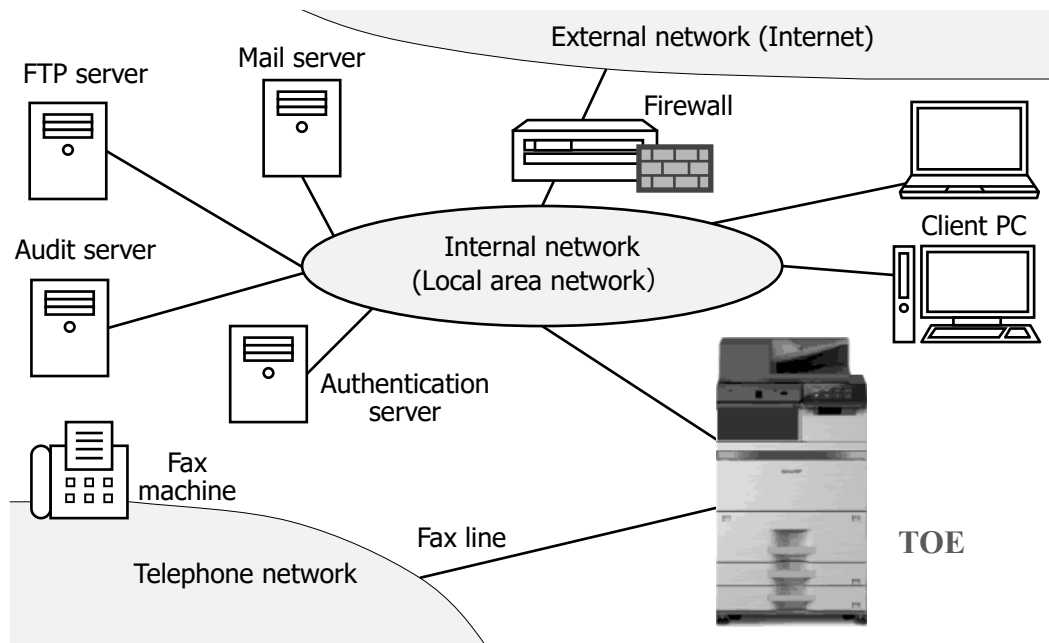 External network (Internet)
Mail server
FTP server
Firewall
Client PC
Internal network
(Local area network)
Audit server
Authentication
server
Fax
machine
SHARP
TOE
Fax line
Telephone network